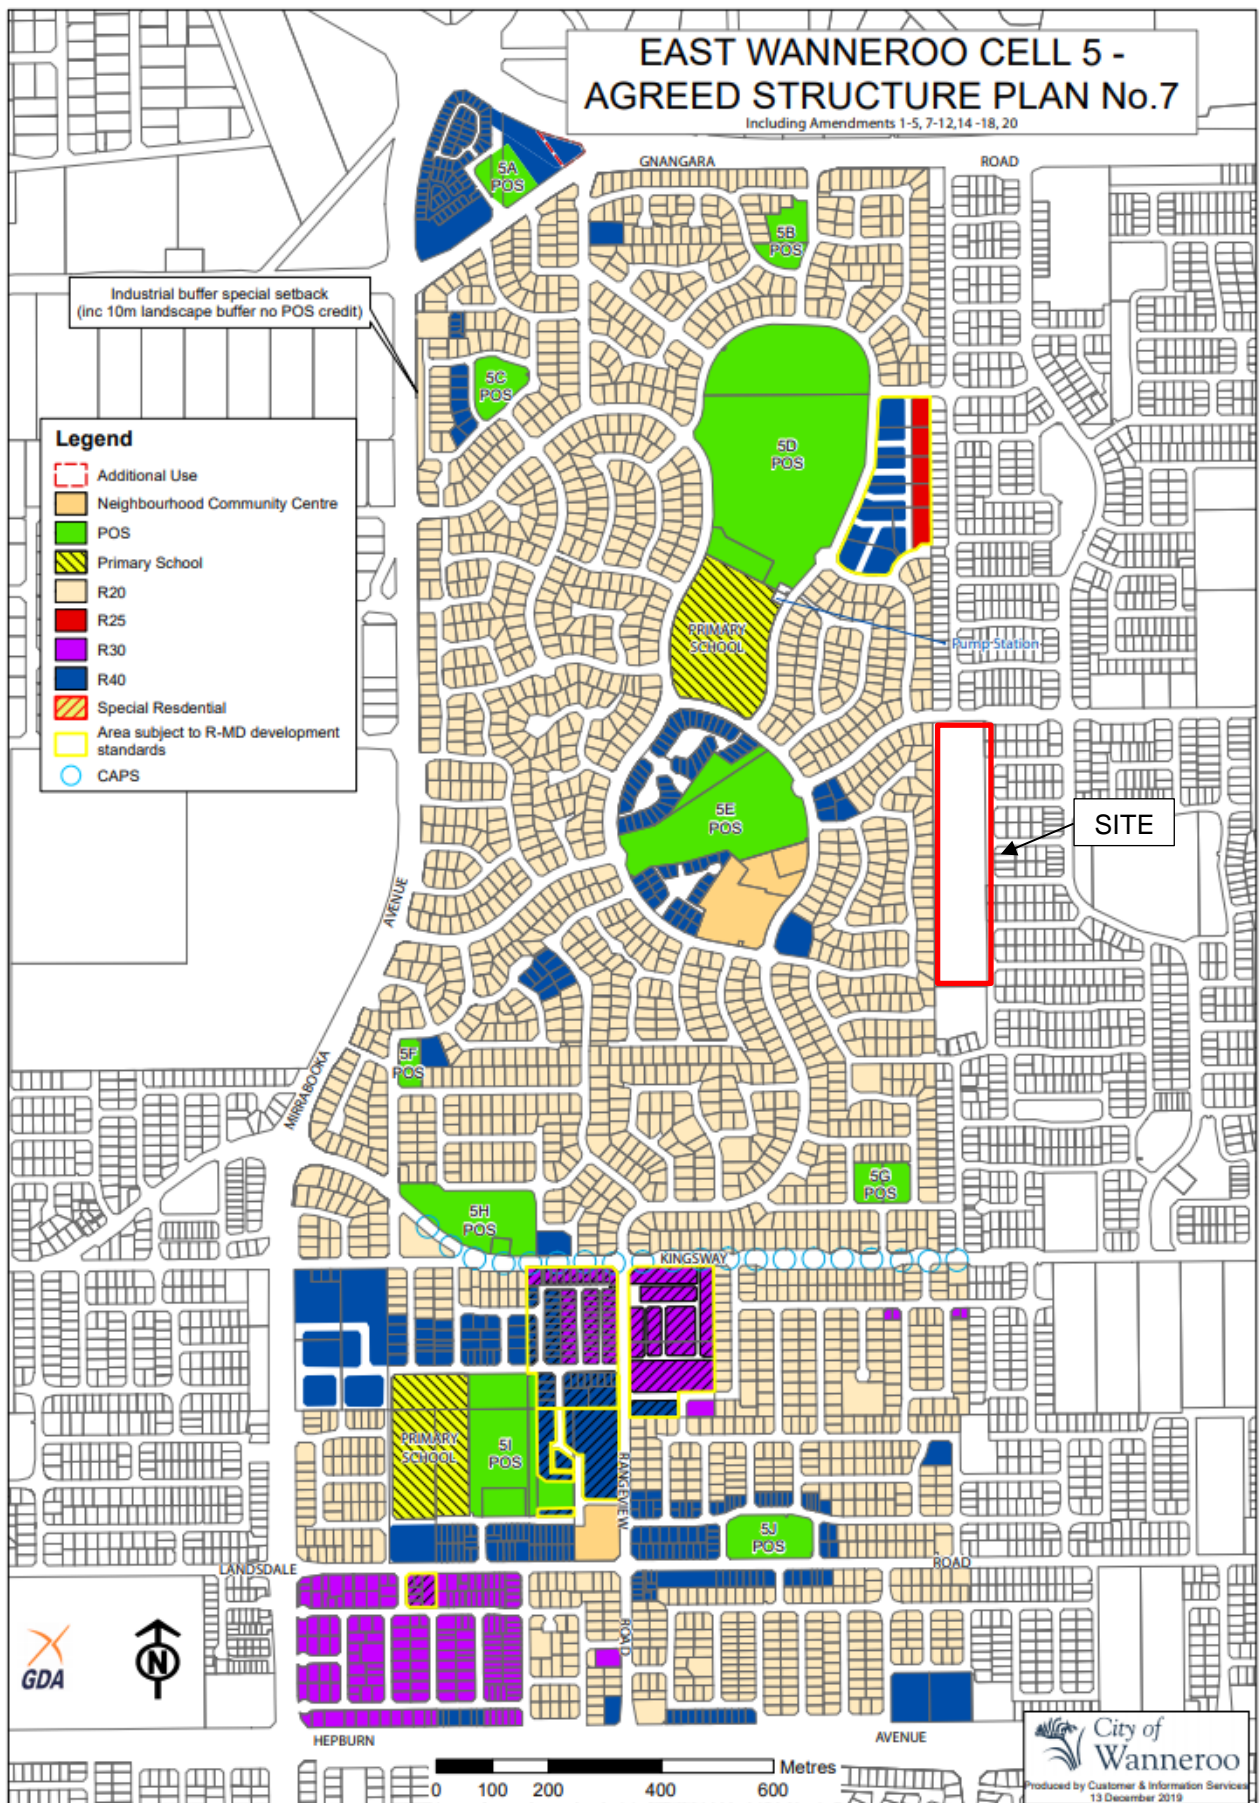 EAST WANNEROO CELL 5 -
AGREED STRUCTURE PLAN No.7
Including Amendments 1-5, 7-12,14 -18, 20
GNANGARA
ROAD
5A
POS
5B
POS
Industrial buffer special setback
(inc 10m landscape buffer no POS credit)
5C
POS
5D
POS
Legend
Additional Use
Neighbourhood Community Centre
POS
Primary School
R20
R25
R30
R40
Special Resdential
Area subject to R-MD development
standards
CAPS
PRIMARY
SCHOOL
Pump Station
5E
POS
SITE
AVENUE
MIRRABOOKA
5F
POS
5G
POS
5H
POS
KINGSWAY
PRIMARY
SCHOOL
5I
POS
RANGEVIEW
5J
POS
LANDSDALE
ROAD
ROAD
GDA
N
HEPBURN
AVENUE
Metres
0 100 200 400 600
City of
Wanneroo
Produced by Customer & Information Services
13 December 2019